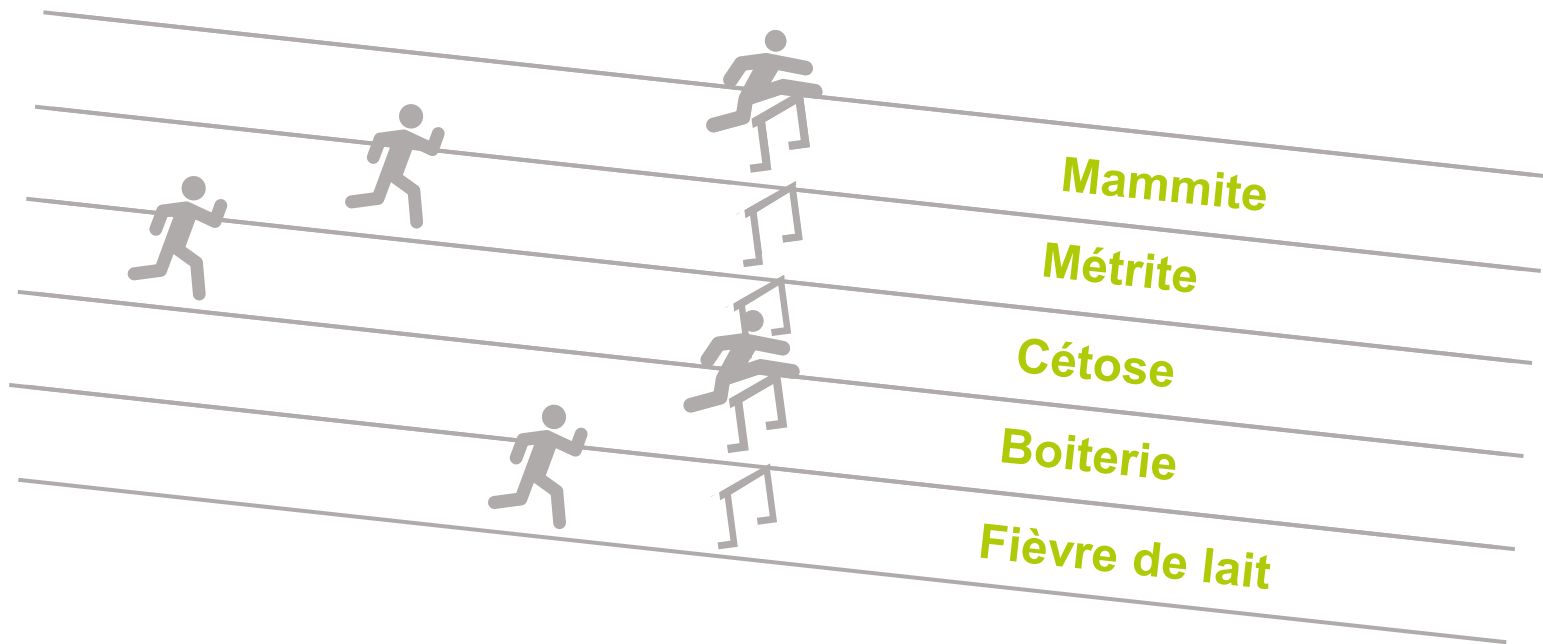 Mammite
Métrite
Cétose
Boiterie
Fièvre de lait